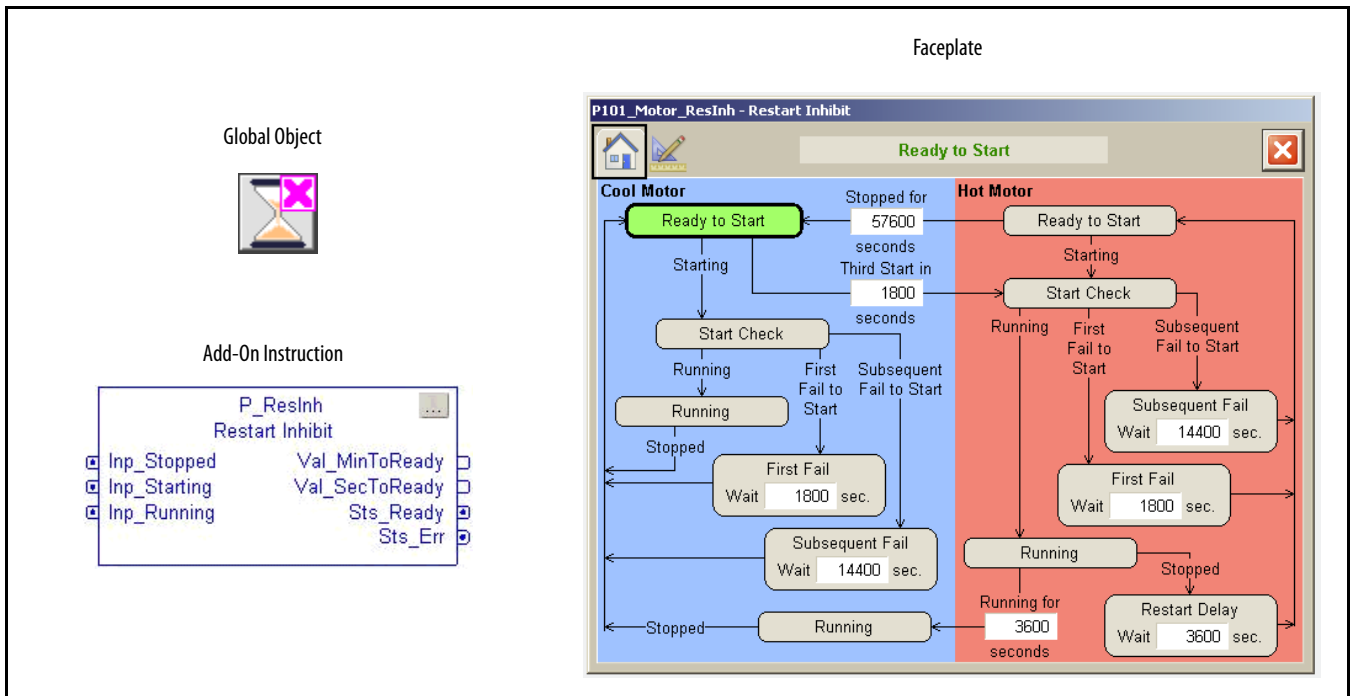 Faceplate
Global Object
Add-On Instruction
P_ResInh
...
Restart Inhibit
Inp_Stopped
Val_MinToReady
Inp_Starting
Val_SecToReady
Inp_Running
Sts_Ready
Sts_Err
P101_Motor_ResInh - Restart Inhibit
Ready to Start
Cool Motor
Ready to Start
Starting
Start Check
Running
First
Fail to
Start
Subsequent
Fail to Start
Running
Stopped
First Fail
Wait 1800 sec.
Subsequent Fail
Wait 14400 sec.
Stopped
Running
Stopped for
57600
seconds
Third Start in
1800
seconds
Hot Motor
Ready to Start
Starting
Start Check
Running
First
Fail to
Start
Subsequent
Fail to Start
Subsequent Fail
Wait 14400 sec.
First Fail
Wait 1800 sec.
Running
Stopped
Running for
3600
seconds
Restart Delay
Wait 3600 sec.